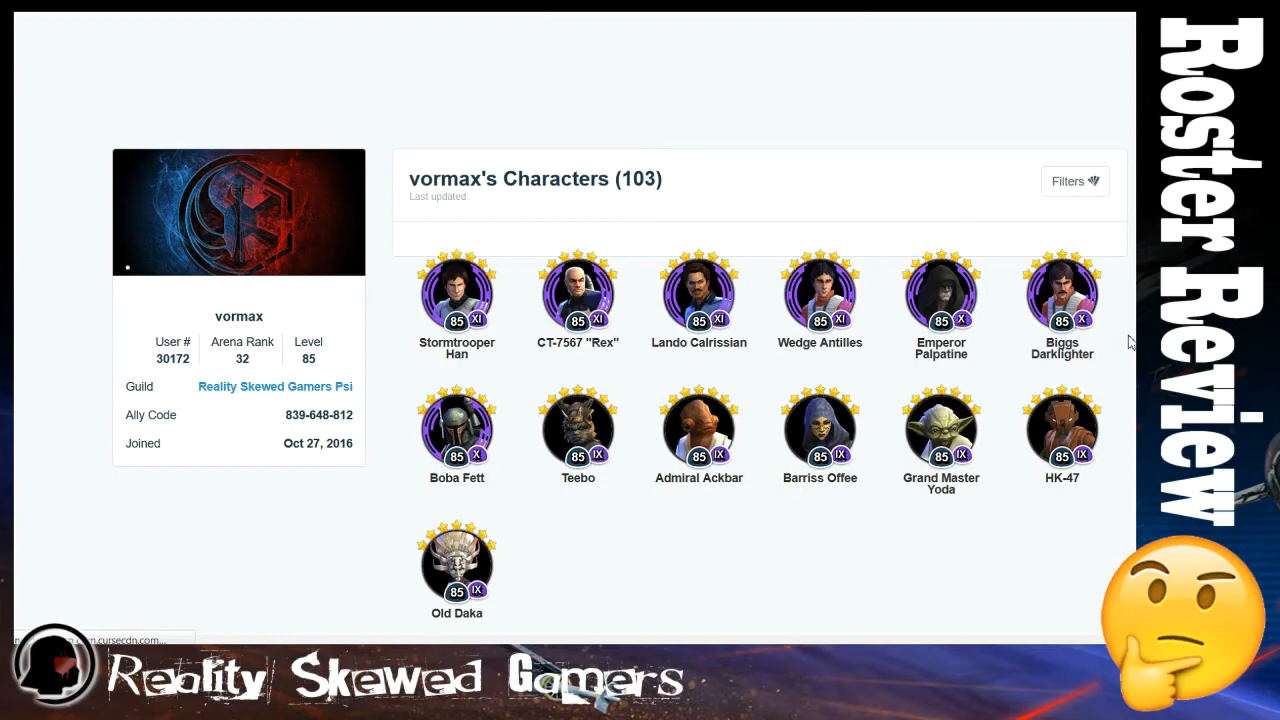 vormax's Characters (103)
Last updated:
Filters
vormax
User # Arena Rank Level
30172 32 85
Guild Reality Skewed Gamers Psi
Ally Code 839-648-812
Joined Oct 27, 2016
85 XI 85 XI 85 XI 85 XI 85 X 85 X
Stormtrooper Han CT-7567 "Rex" Lando Calrissian Wedge Antilles Emperor Palpatine Biggs Darklighter
85 X 85 IX 85 IX 85 IX 85 IX 85 IX
Boba Fett Teebo Admiral Ackbar Barriss Offee Grand Master Yoda HK-47
85 IX
Old Daka
Roster Review
Reality Skewed Gamers